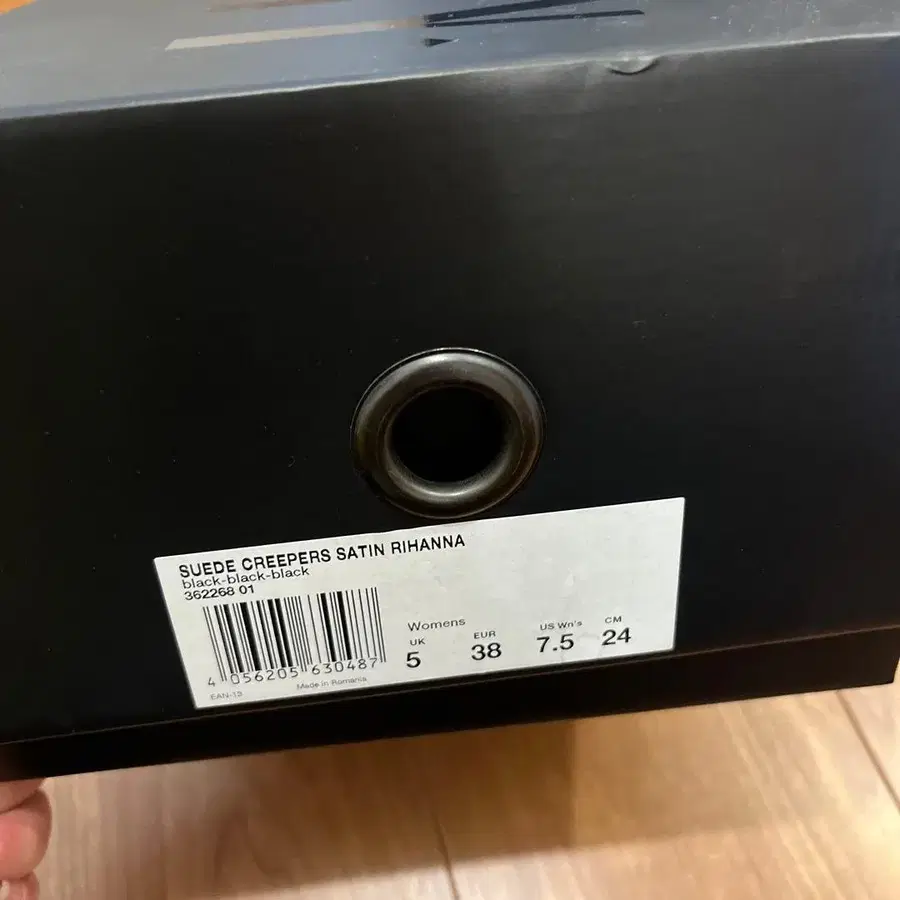 SUEDE CREEPERS SATIN RIHANNA
black-black-black
362268 01
4 056205 630487
EAN-13
Made in Romania
Womens
UK EUR US Wn's CM
5 38 7.5 24